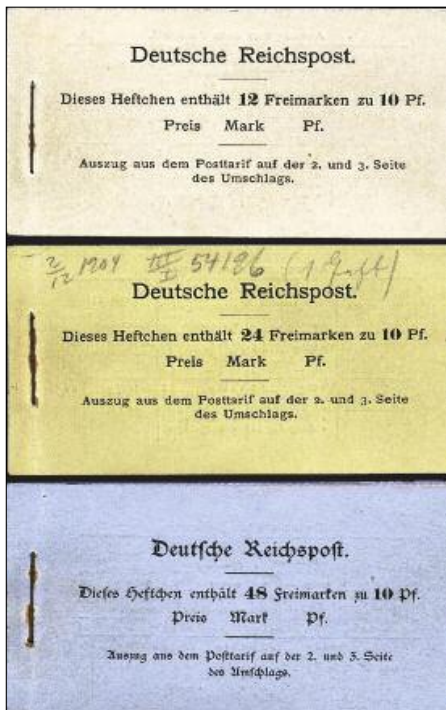 Deutsche Reichspost.
Dieses Heftchen enthält 12 Freimarken zu 10 Pf.
Preis Mark Pf.
Auszug aus dem Posttarif auf der 2. und 3. Seite
des Umschlags.
2/12 1904 54126 (1 Heft)
Deutsche Reichspost.
Dieses Heftchen enthält 24 Freimarken zu 10 Pf.
Preis Mark Pf.
Auszug aus dem Posttarif auf der 2. und 3. Seite
des Umschlags.
Deutsche Reichspost.
Dieses Heftchen enthält 48 Freimarken zu 10 Pf.
Preis Mark Pf.
Auszug aus dem Posttarif auf der 2. und 3. Seite
des Umschlags.